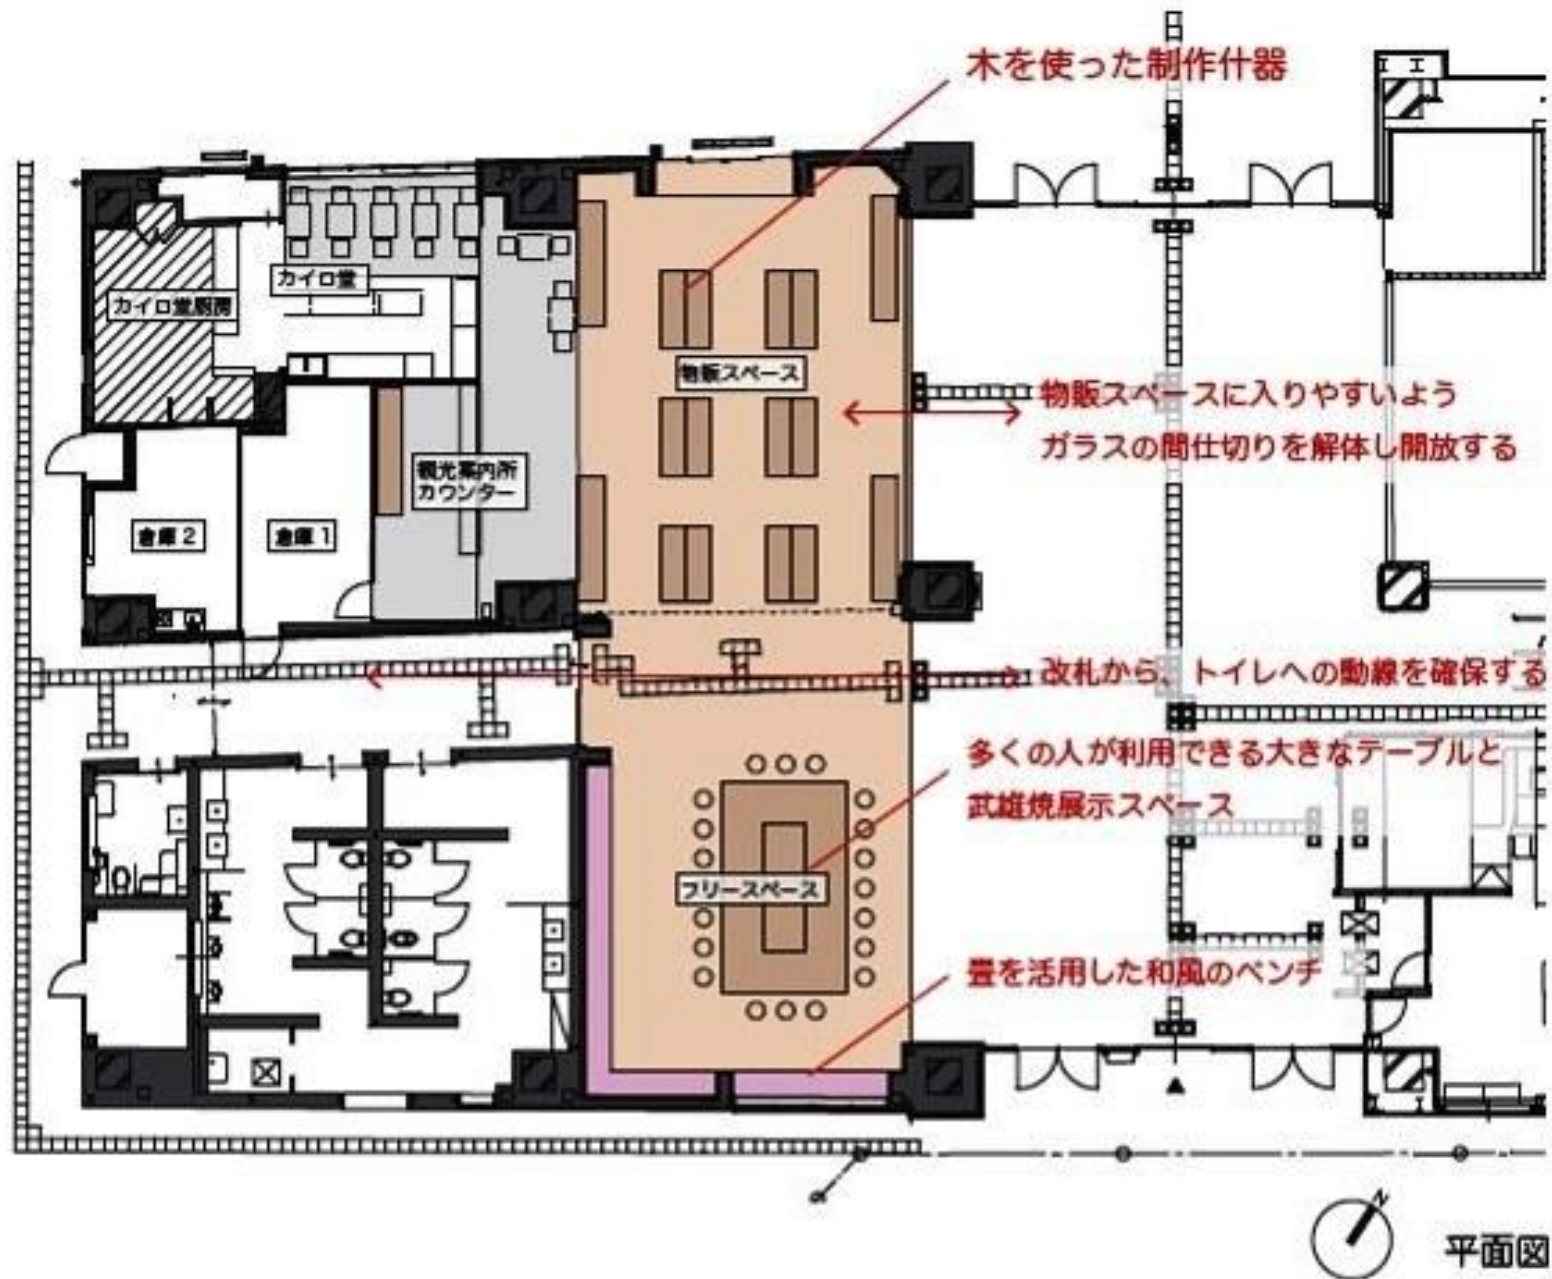 木を使った制作什器
カイロ堂
カイロ堂厨房
物販スペース
物販スペースに入りやすいよう
ガラスの間仕切りを解体し開放する
観光案内所
カウンター
倉庫2
倉庫1
改札から、トイレへの動線を確保する
多くの人が利用できる大きなテーブルと
武雄焼展示スペース
フリースペース
畳を活用した和風のベンチ
N
平面図